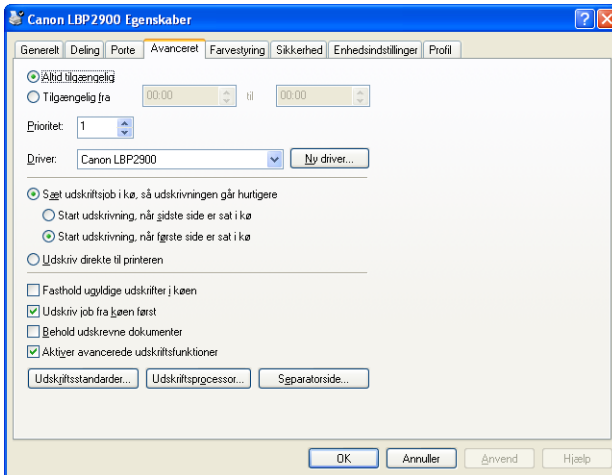 Canon LBP2900 Egenskaber
Generelt Deling Porte Avanceret Farvestyring Sikkerhed Enhedsindstillinger Profil
Altid tilgængelig
Tilgængelig fra 00:00 til 00:00
Prioritet: 1
Driver: Canon LBP2900 Ny driver...
Sæt udskriftsjob i kø, så udskrivningen går hurtigere
Start udskrivning, når sidste side er sat i kø
Start udskrivning, når første side er sat i kø
Udskriv direkte til printeren
Fasthold ugyldige udskrifter i køen
Udskriv job fra køen først
Behold udskrevne dokumenter
Aktiver avancerede udskriftsfunktioner
Udskriftsstandarder... Udskriftsprocessor... Separatorside...
OK Annuller Anvend Hjælp